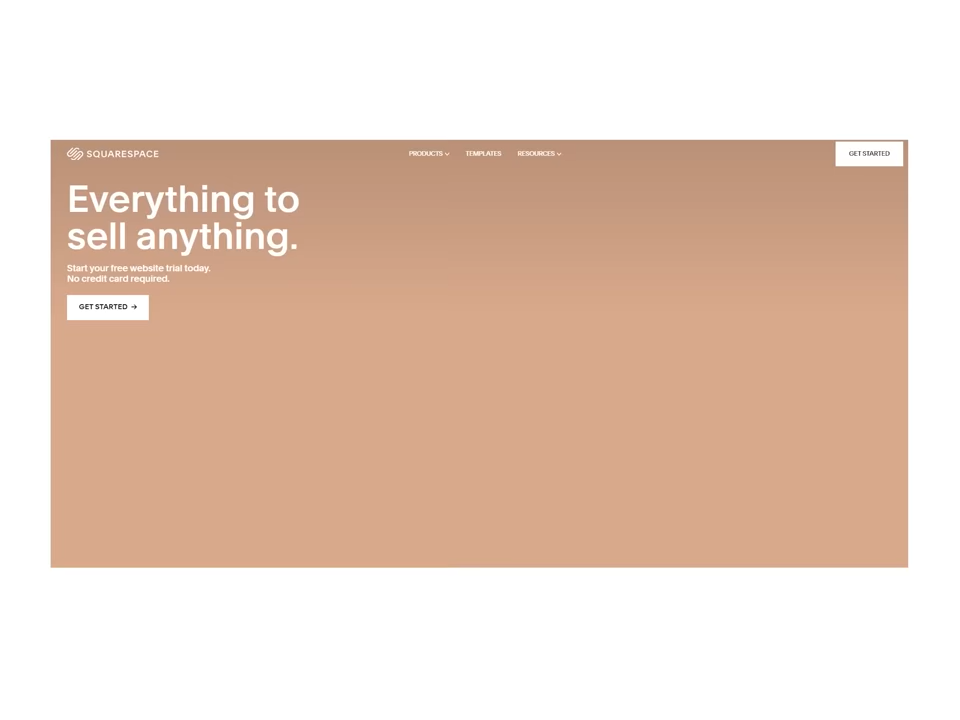 SQUARESPACE
PRODUCTS
TEMPLATES
RESOURCES
GET STARTED
Everything to
sell anything.
Start your free website trial today.
No credit card required.
GET STARTED →